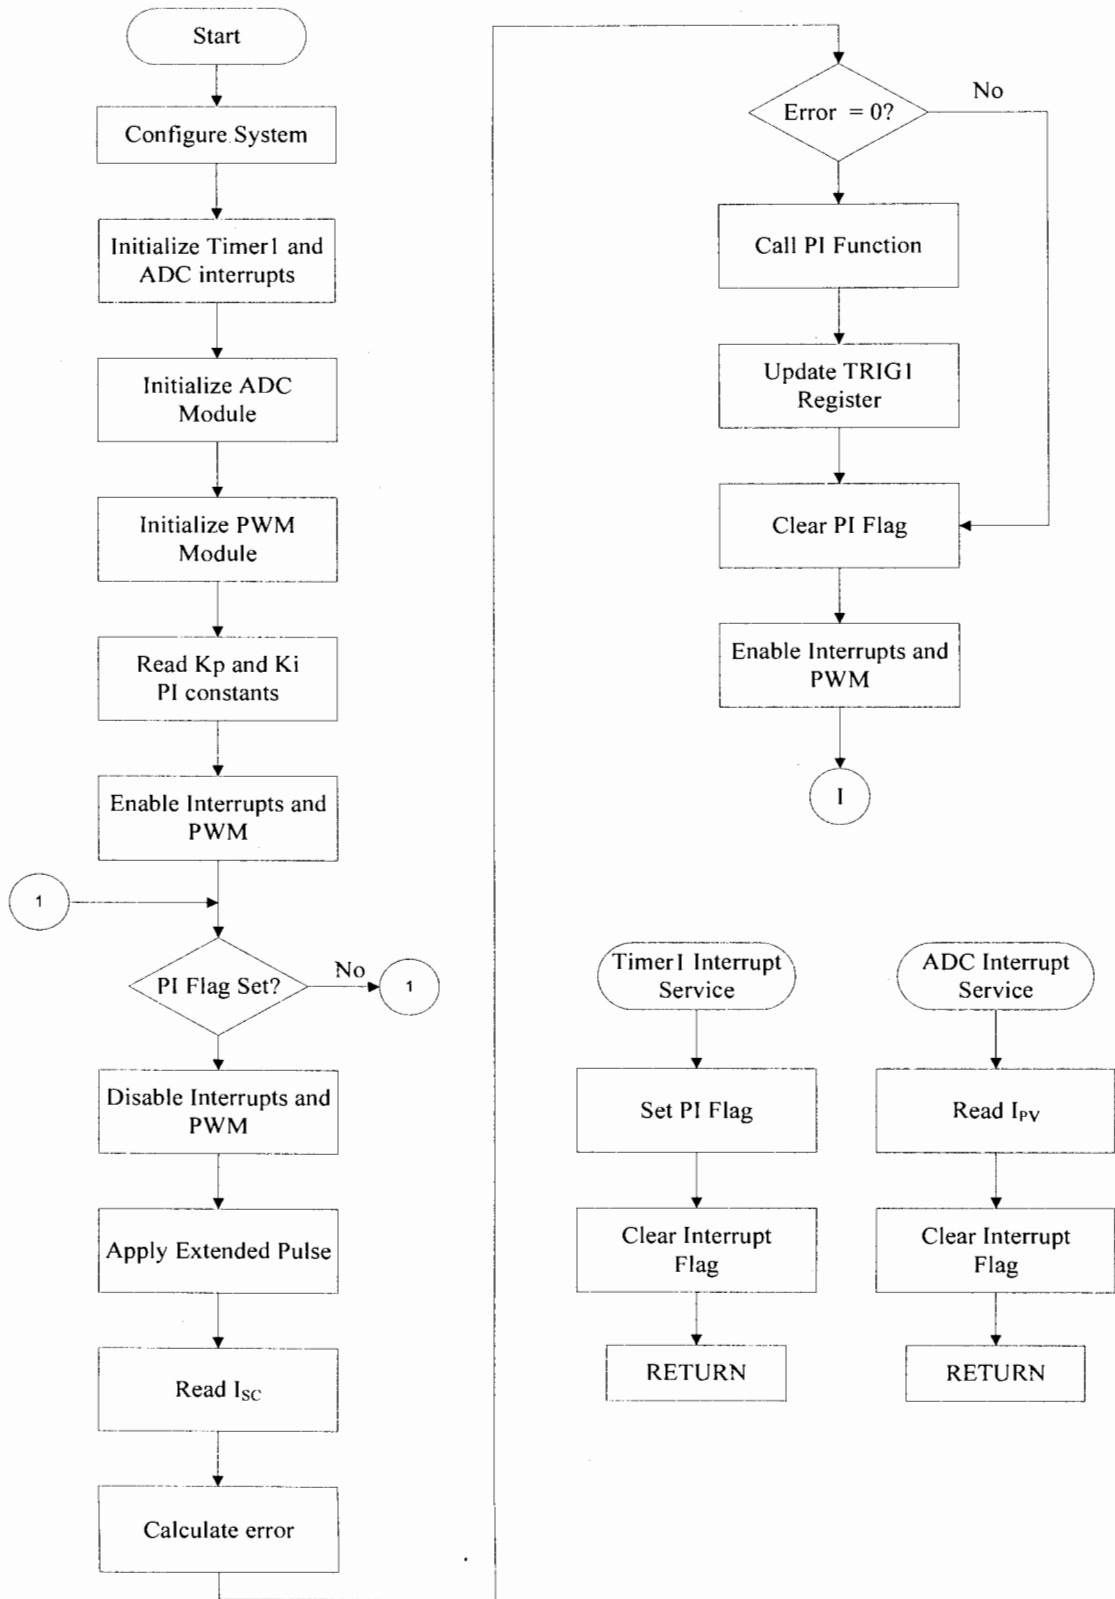 Start
Configure System
Initialize Timer1 and
ADC interrupts
Initialize ADC
Module
Initialize PWM
Module
Read Kp and Ki
PI constants
Enable Interrupts and
PWM
1
PI Flag Set?
No
1
Disable Interrupts and
PWM
Apply Extended Pulse
Read ISC
Calculate error
Error = 0?
No
Call PI Function
Update TRIG1
Register
Clear PI Flag
Enable Interrupts and
PWM
1
Timer1 Interrupt
Service
Set PI Flag
Clear Interrupt
Flag
RETURN
ADC Interrupt
Service
Read IPV
Clear Interrupt
Flag
RETURN